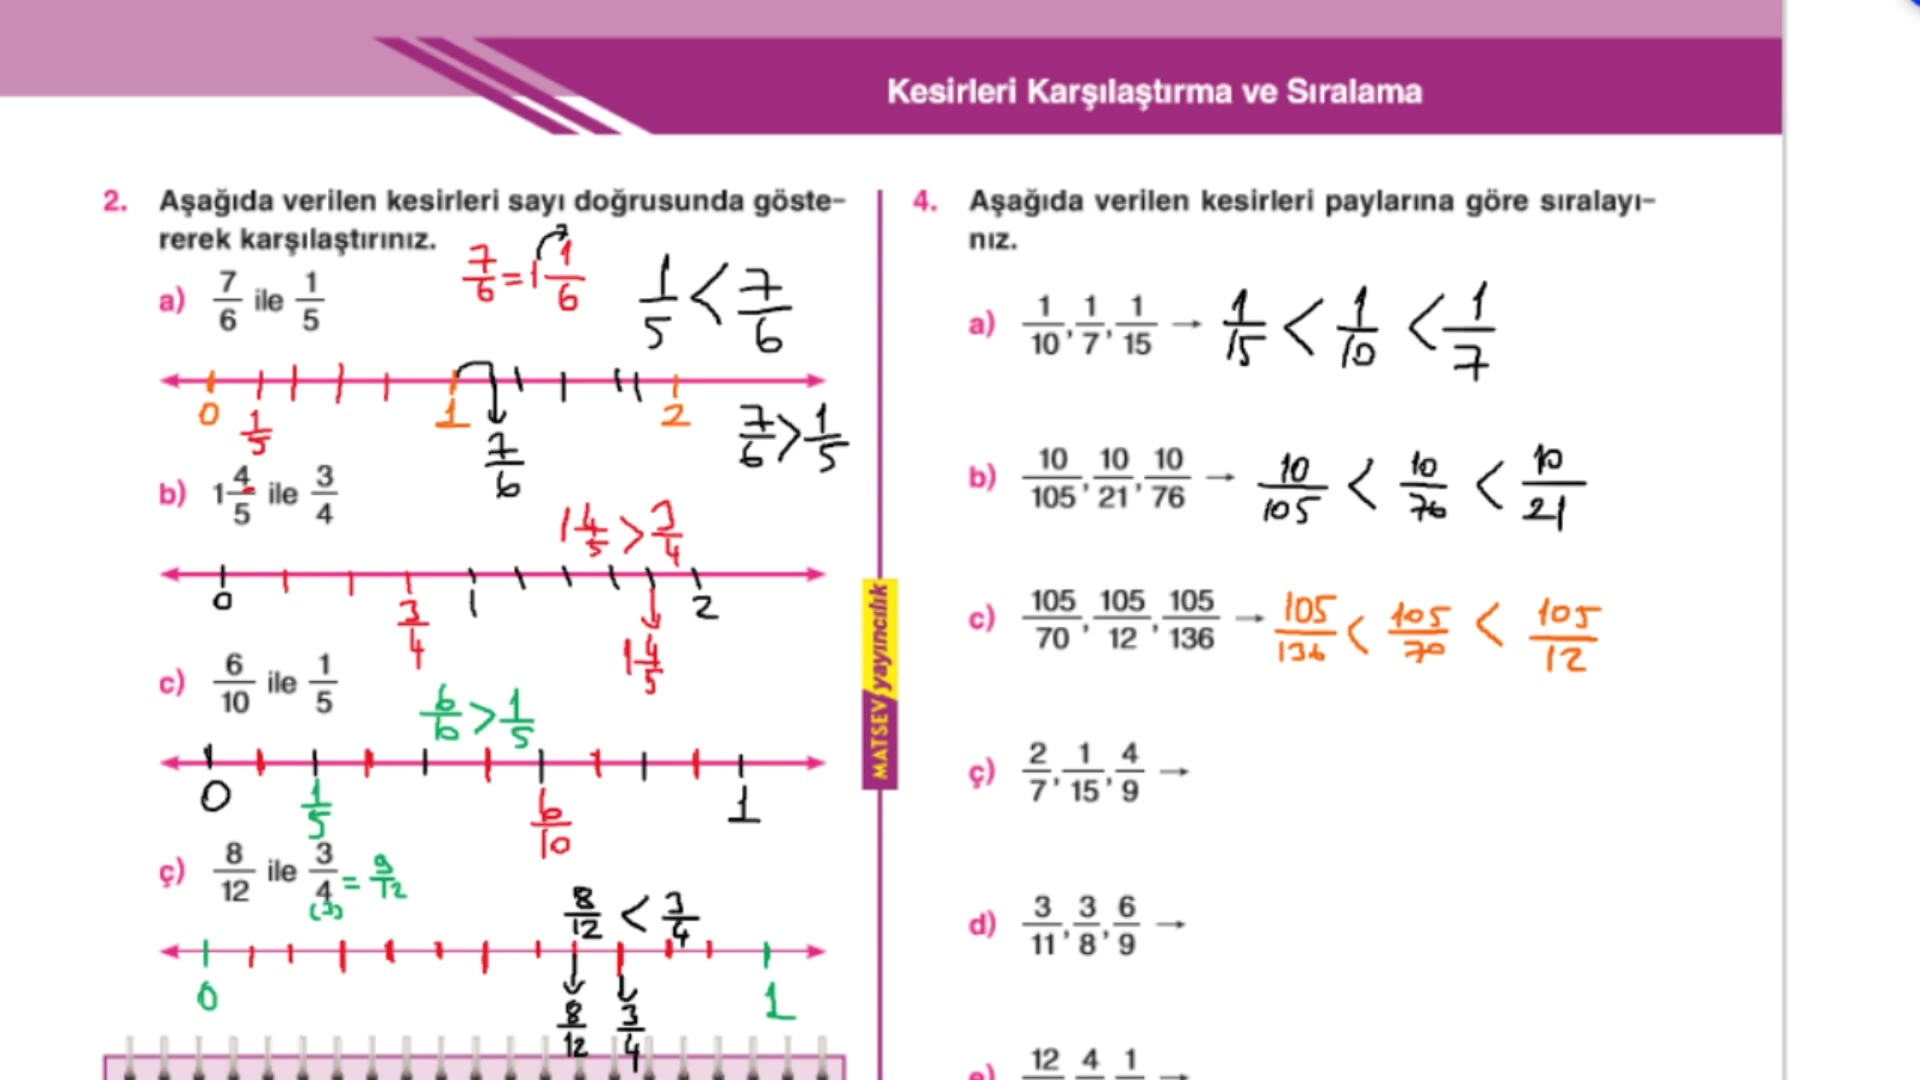 Kesirleri Karşılaştırma ve Sıralama
2. Aşağıda verilen kesirleri sayı doğrusunda göste-
rerek karşılaştırınız.
7/6 = 1 1/6
1/5 < 7/6
a) 7/6 ile 1/5
0 1/5 1 7/6 2
7/6 > 1/5
b) 1 4/5 ile 3/4
1 4/5 > 3/4
0 3/4 1 1 4/5 2
c) 6/10 ile 1/5
6/10 > 1/5
0 1/5 6/10 1
ç) 8/12 ile 3/4 = 9/12
(3)
8/12 < 3/4
0 8/12 3/4 1
MATSEV yayıncılık
4. Aşağıda verilen kesirleri paylarına göre sıralayı-
nız.
a) 1/10, 1/7, 1/15 → 1/15 < 1/10 < 1/7
b) 10/105, 10/21, 10/76 → 10/105 < 10/76 < 10/21
c) 105/70, 105/12, 105/136 → 105/136 < 105/70 < 105/12
ç) 2/7, 1/15, 4/9 →
d) 3/11, 3/8, 6/9 →
e) 12 4 1 →